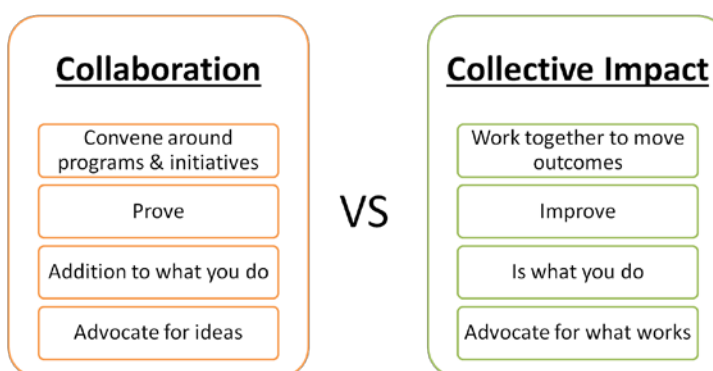 Collaboration
Convene around
programs & initiatives
Prove
Addition to what you do
Advocate for ideas
VS
Collective Impact
Work together to move
outcomes
Improve
Is what you do
Advocate for what works